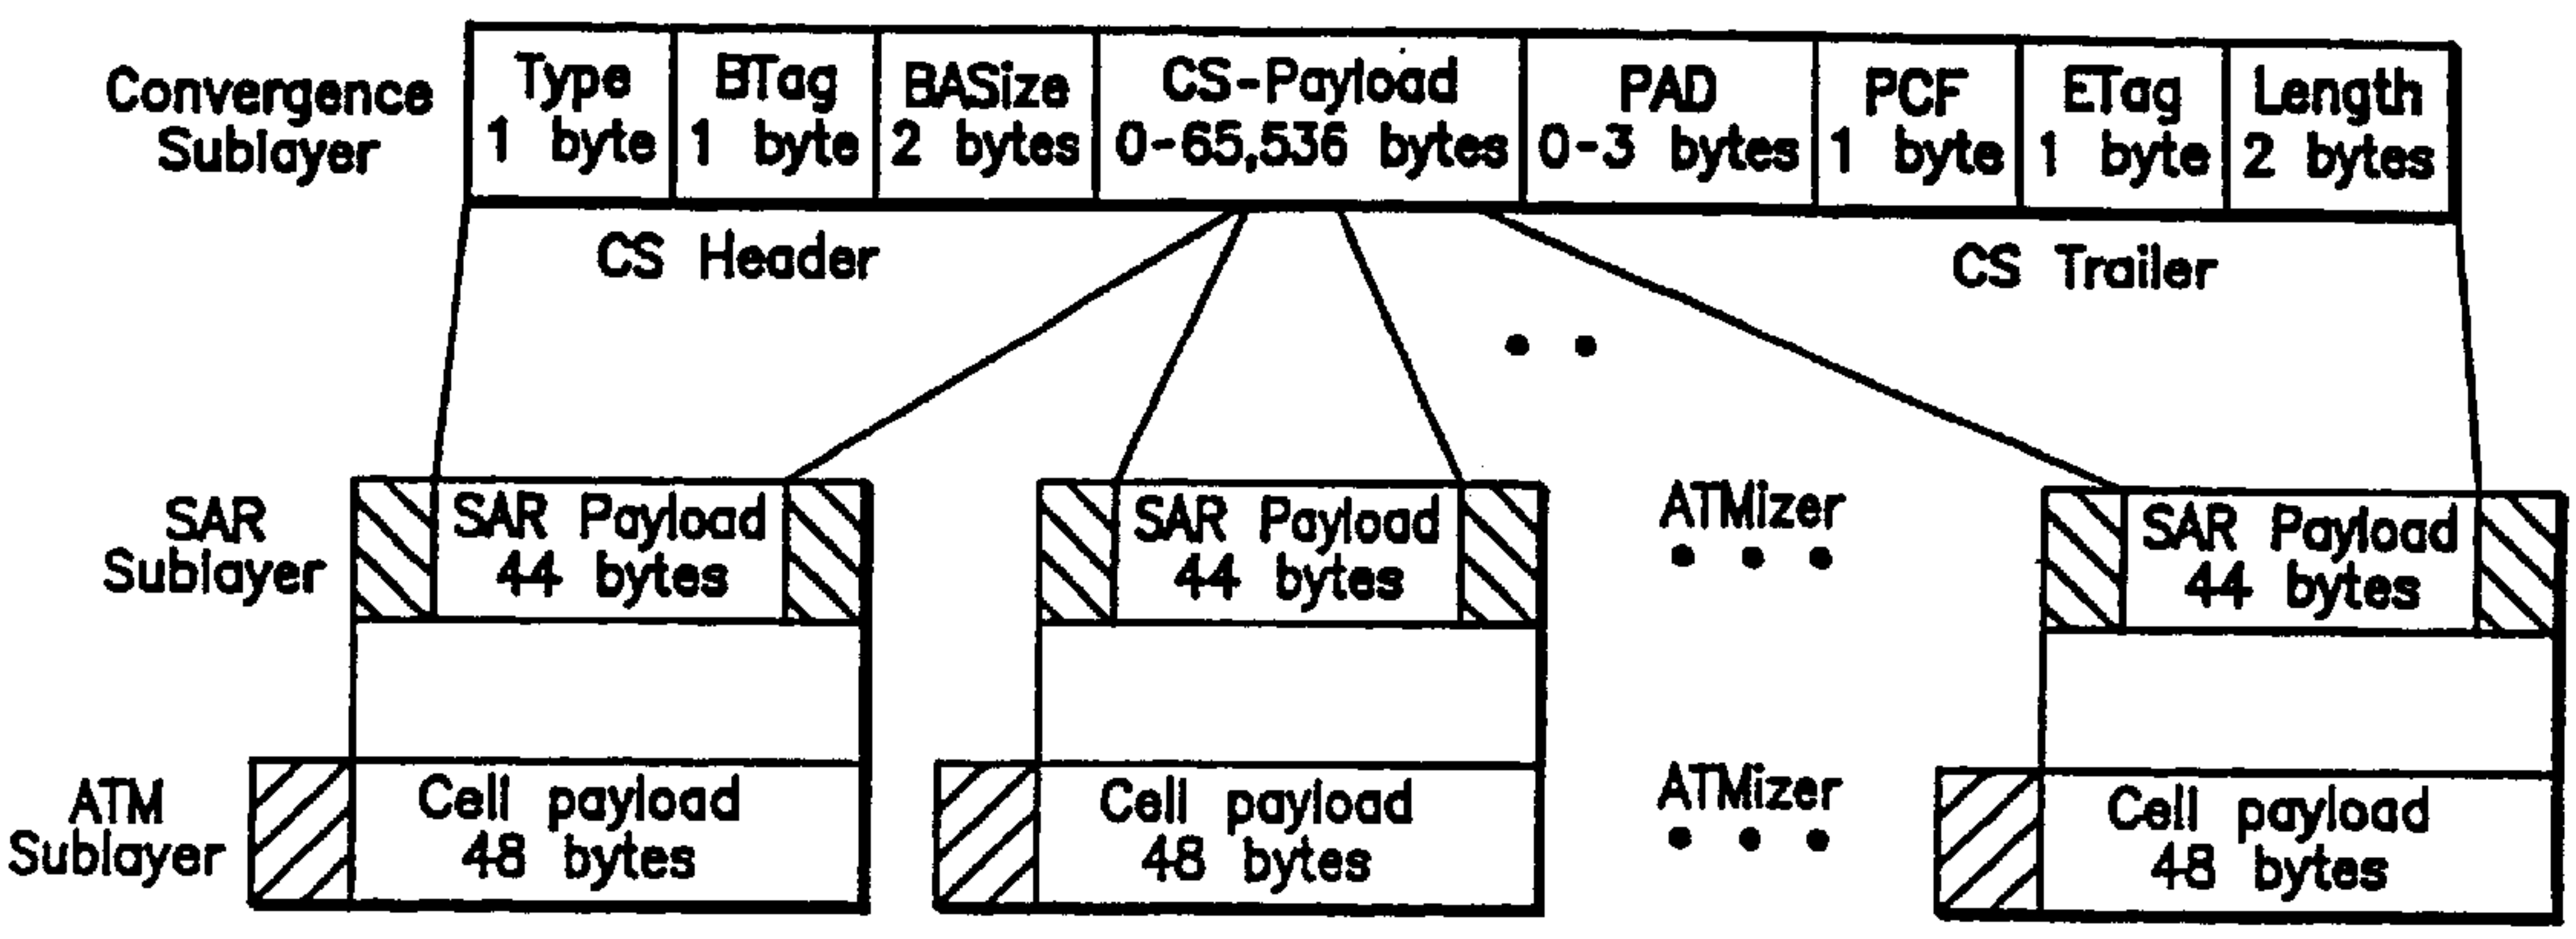 Convergence
Sublayer
Type
1 byte
BTag
1 byte
BASize
2 bytes
CS-Payload
0-65,536 bytes
PAD
0-3 bytes
PCF
1 byte
ETag
1 byte
Length
2 bytes
CS Header
CS Trailer
SAR
Sublayer
SAR Payload
44 bytes
SAR Payload
44 bytes
ATMizer
SAR Payload
44 bytes
ATM
Sublayer
Cell payload
48 bytes
Cell payload
48 bytes
ATMizer
Cell payload
48 bytes